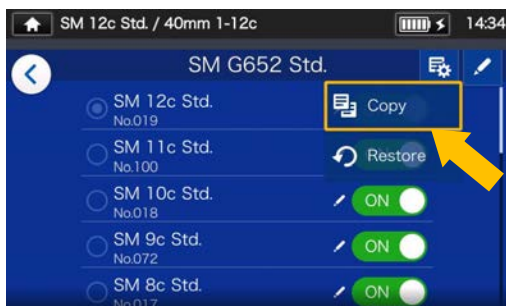 SM 12c Std. / 40mm 1-12c 14:34
SM G652 Std.
SM 12c Std.
No.019
Copy
SM 11c Std.
No.100
Restore
SM 10c Std.
No.018
ON
SM 9c Std.
No.072
ON
SM 8c Std.
No.017
ON